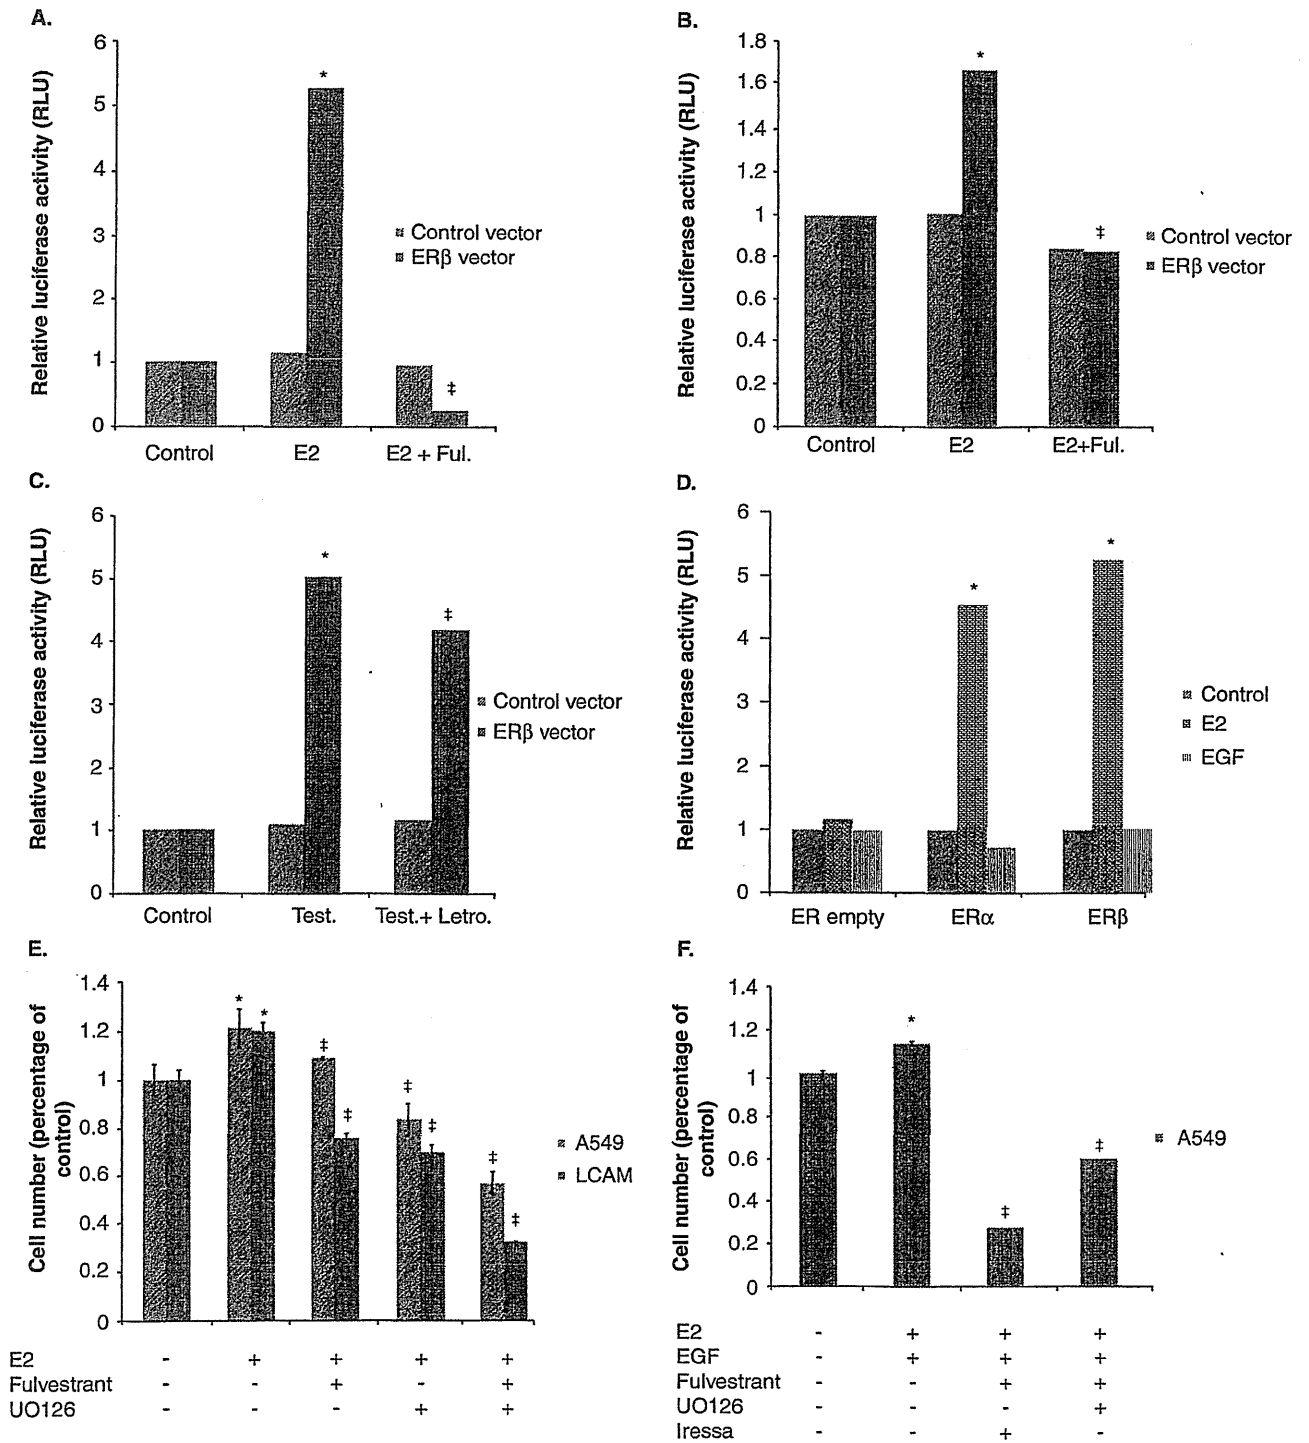 A.
Relative luciferase activity (RLU)
6
5
4
3
2
1
0
*
‡
Control
E2
E2 + Ful.
Control vector
ERβ vector
B.
Relative luciferase activity (RLU)
1.8
1.6
1.4
1.2
1
0.8
0.6
0.4
0.2
0
*
‡
Control
E2
E2+Ful.
Control vector
ERβ vector
C.
Relative luciferase activity (RLU)
6
5
4
3
2
1
0
*
‡
Control
Test.
Test.+ Letro.
Control vector
ERβ vector
D.
Relative luciferase activity (RLU)
6
5
4
3
2
1
0
*
*
ER empty
ERα
ERβ
Control
E2
EGF
E.
Cell number (percentage of
control)
1.4
1.2
1
0.8
0.6
0.4
0.2
0
* *
‡ ‡
‡ ‡
‡ ‡
A549
LCAM
E2 - + + + +
Fulvestrant - - + - +
UO126 - - - + +
F.
Cell number (percentage of
control)
1.4
1.2
1
0.8
0.6
0.4
0.2
0
*
‡
‡
A549
E2 - + + +
EGF - + + +
Fulvestrant - - + +
UO126 - - - +
Iressa - - + -